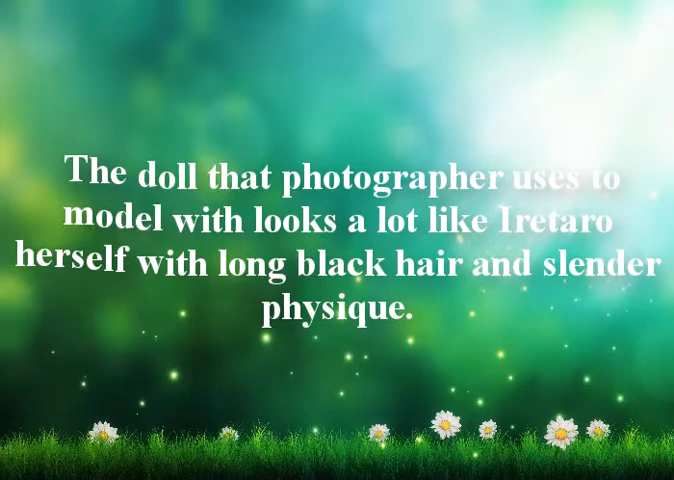 The doll that photographer uses to
model with looks a lot like Iretaro
herself with long black hair and slender
physique.